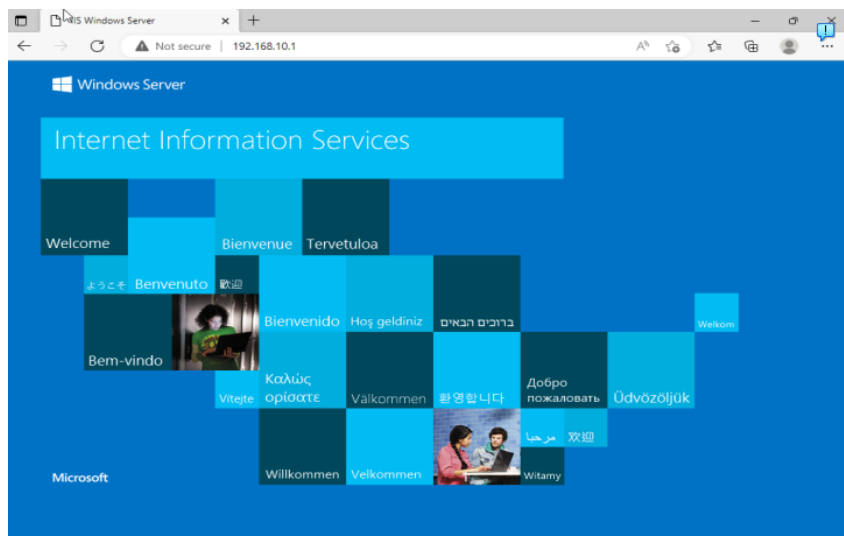 IIS Windows Server
Not secure
192.168.10.1
Windows Server
Internet Information Services
Welcome
Bienvenue
Tervetuloa
ようこそ
Benvenuto
歡迎
Bienvenido
Hoş geldiniz
ברוכים הבאים
Welkom
Bem-vindo
Vítejte
Καλώς
ορίσατε
Välkommen
환영합니다
Добро
пожаловать
Üdvözöljük
مرحبا
欢迎
Microsoft
Willkommen
Velkommen
Witamy